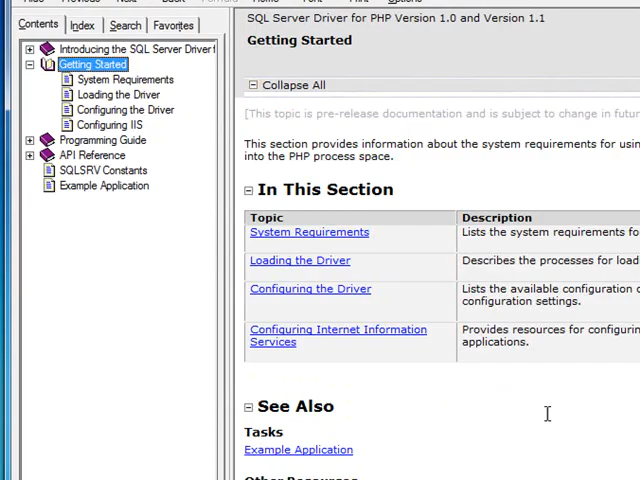 Contents
Index
Search
Favorites
Introducing the SQL Server Driver f
Getting Started
System Requirements
Loading the Driver
Configuring the Driver
Configuring IIS
Programming Guide
API Reference
SQLSRV Constants
Example Application
SQL Server Driver for PHP Version 1.0 and Version 1.1
Getting Started
Collapse All
[This topic is pre-release documentation and is subject to change in futur
This section provides information about the system requirements for usin
into the PHP process space.
In This Section
Topic
Description
System Requirements
Lists the system requirements fo
Loading the Driver
Describes the processes for load
Configuring the Driver
Lists the available configuration o
configuration settings.
Configuring Internet Information
Services
Provides resources for configurin
applications.
See Also
Tasks
Example Application